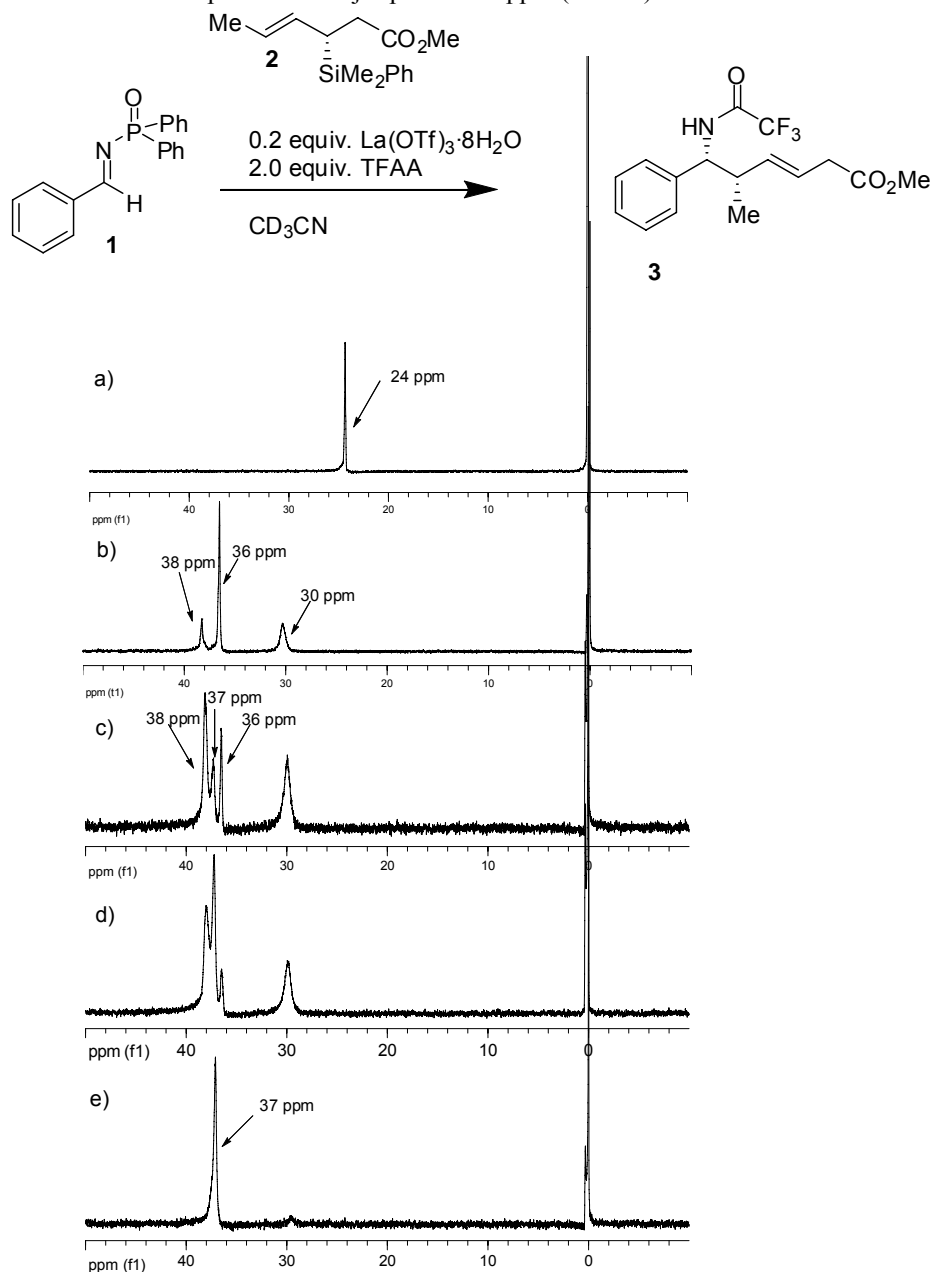 Me
CO2Me
2
SiMe2Ph
O
P
Ph
Ph
N
H
1
0.2 equiv. La(OTf)3·8H2O
2.0 equiv. TFAA
CD3CN
O
HN
CF3
CO2Me
Me
3
a)
24 ppm
40 30 20 10 0
ppm (f1)
b)
38 ppm
36 ppm
30 ppm
40 30 20 10 0
ppm (t1)
c)
38 ppm
37 ppm
36 ppm
40 30 20 10 0
ppm (f1)
d)
40 30 20 10 0
ppm (f1)
e)
37 ppm
40 30 20 10 0
ppm (f1)